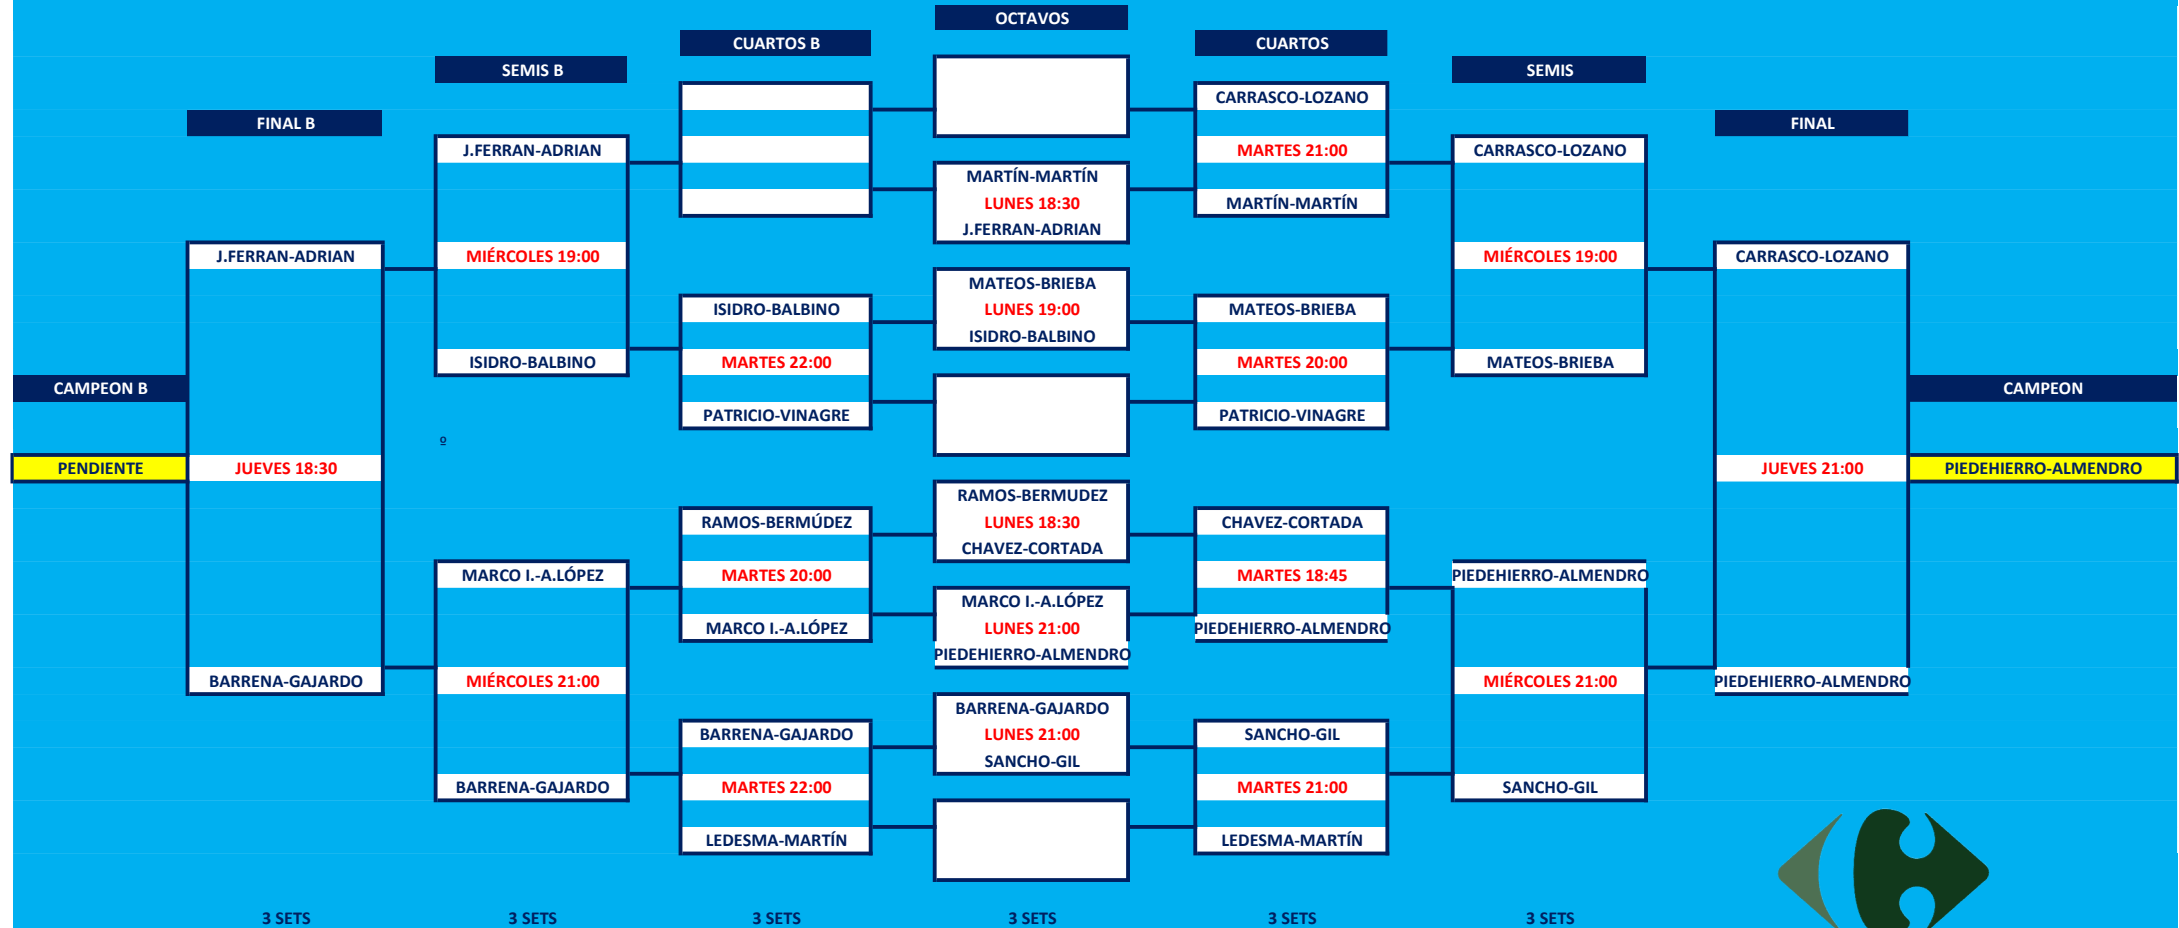 OCTAVOS
CUARTOS B
CUARTOS
SEMIS B
SEMIS
FINAL B
FINAL
CARRASCO-LOZANO
MARTES 21:00
MARTÍN-MARTÍN
J.FERRAN-ADRIAN
MIÉRCOLES 19:00
ISIDRO-BALBINO
MARTÍN-MARTÍN
LUNES 18:30
J.FERRAN-ADRIAN
CARRASCO-LOZANO
MIÉRCOLES 19:00
MATEOS-BRIEBA
J.FERRAN-ADRIAN
JUEVES 18:30
BARRENA-GAJARDO
ISIDRO-BALBINO
MARTES 22:00
PATRICIO-VINAGRE
MATEOS-BRIEBA
LUNES 19:00
ISIDRO-BALBINO
MATEOS-BRIEBA
MARTES 20:00
PATRICIO-VINAGRE
CARRASCO-LOZANO
JUEVES 21:00
PIEDEHIERRO-ALMENDRO
CAMPEON B
PENDIENTE
º
CAMPEON
PIEDEHIERRO-ALMENDRO
RAMOS-BERMÚDEZ
MARTES 20:00
MARCO I.-A.LÓPEZ
RAMOS-BERMUDEZ
LUNES 18:30
CHAVEZ-CORTADA
CHAVEZ-CORTADA
MARTES 18:45
PIEDEHIERRO-ALMENDRO
MARCO I.-A.LÓPEZ
MIÉRCOLES 21:00
BARRENA-GAJARDO
MARCO I.-A.LÓPEZ
LUNES 21:00
PIEDEHIERRO-ALMENDRO
PIEDEHIERRO-ALMENDRO
MIÉRCOLES 21:00
SANCHO-GIL
BARRENA-GAJARDO
MARTES 22:00
LEDESMA-MARTÍN
BARRENA-GAJARDO
LUNES 21:00
SANCHO-GIL
SANCHO-GIL
MARTES 21:00
LEDESMA-MARTÍN
3 SETS
3 SETS
3 SETS
3 SETS
3 SETS
3 SETS